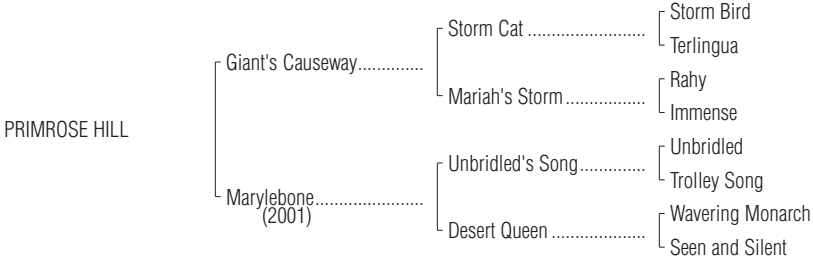 Storm Bird
Storm Cat ........................
Terlingua
Giant's Causeway..............
Rahy
Mariah's Storm .................
Immense
PRIMROSE HILL
Unbridled
Unbridled's Song..............
Trolley Song
Marylebone.......................
(2001)
Wavering Monarch
Desert Queen ....................
Seen and Silent